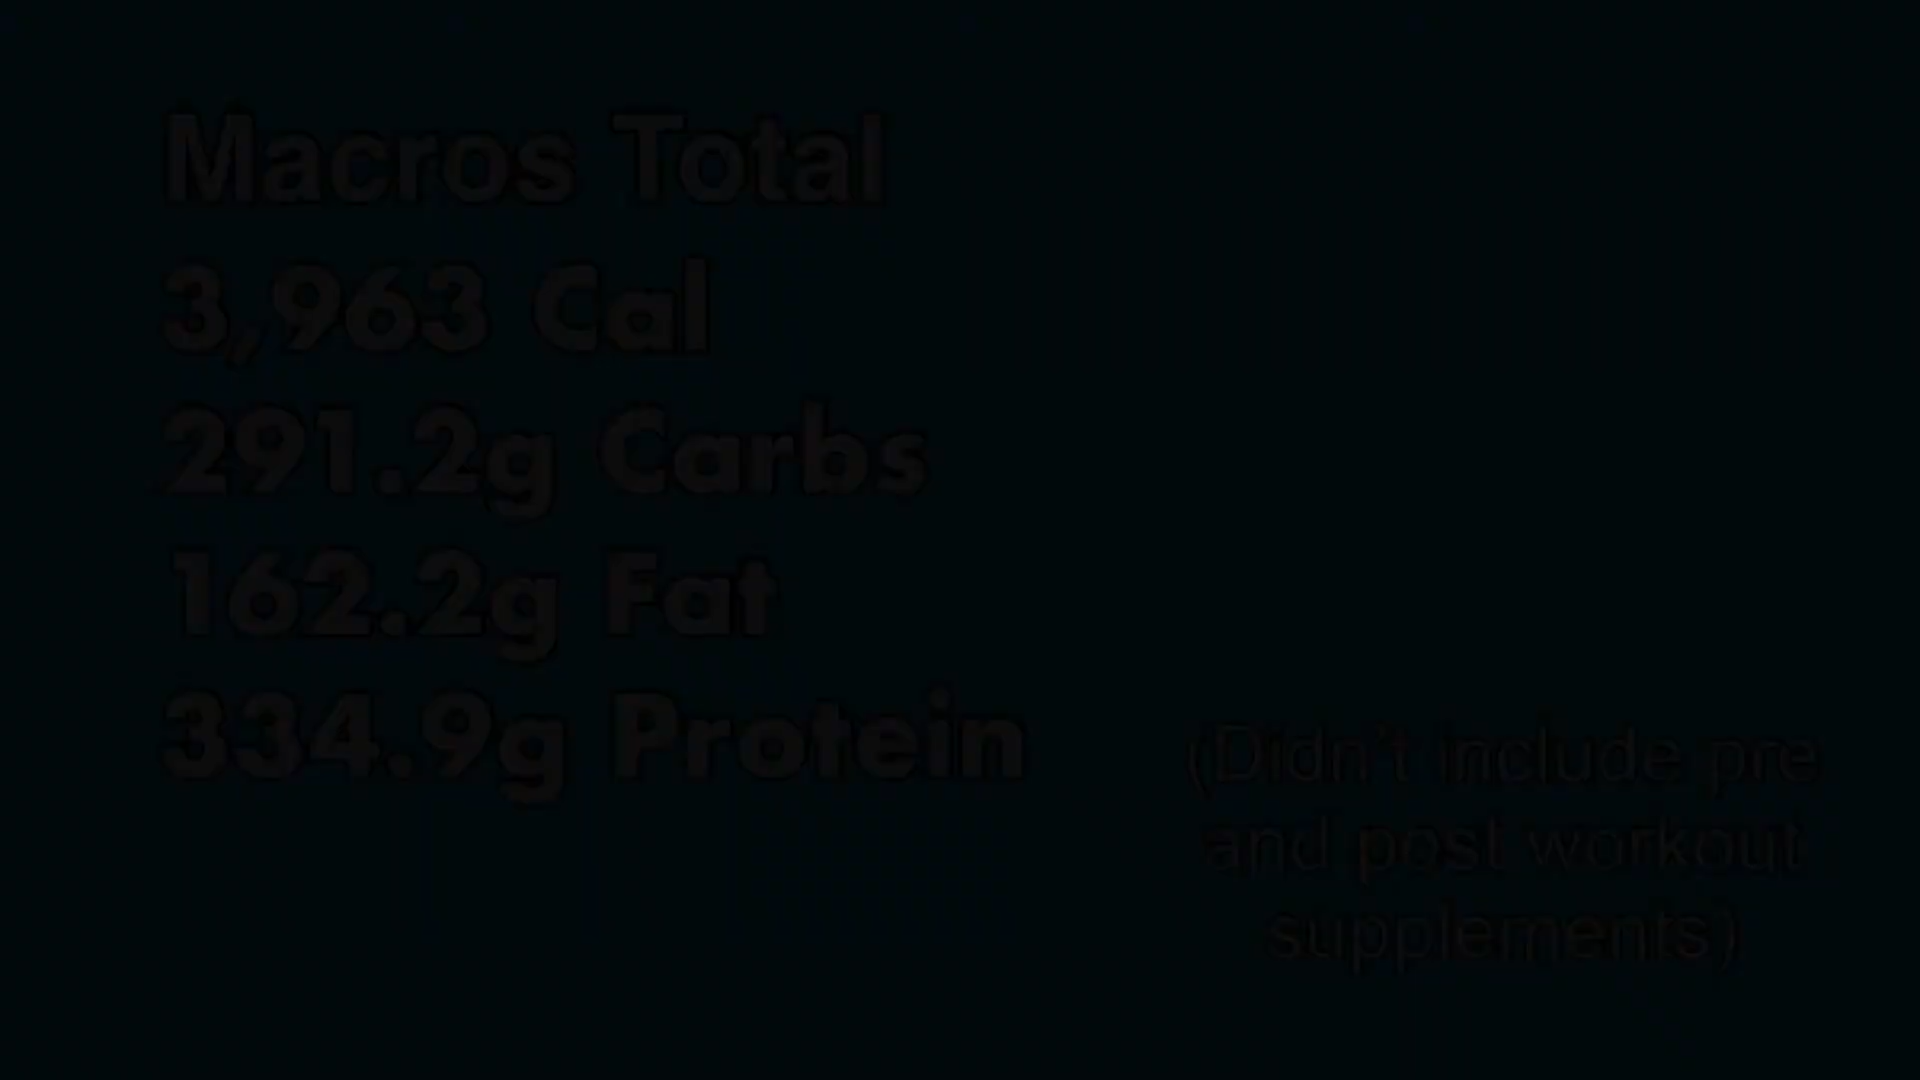 Macros Total
3,963 Cal
291.2g Carbs
162.2g Fat
334.9g Protein
(Didn't include pre
and post workout
supplements)